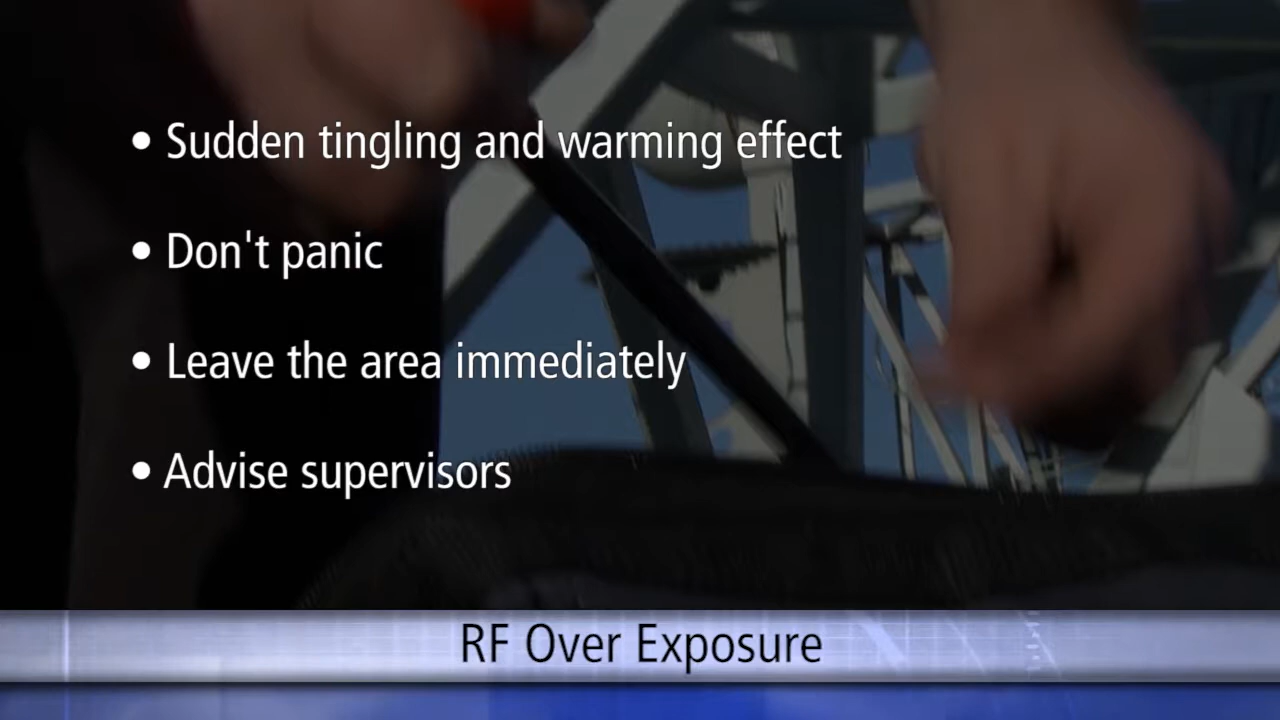 • Sudden tingling and warming effect
• Don't panic
• Leave the area immediately
• Advise supervisors
RF Over Exposure